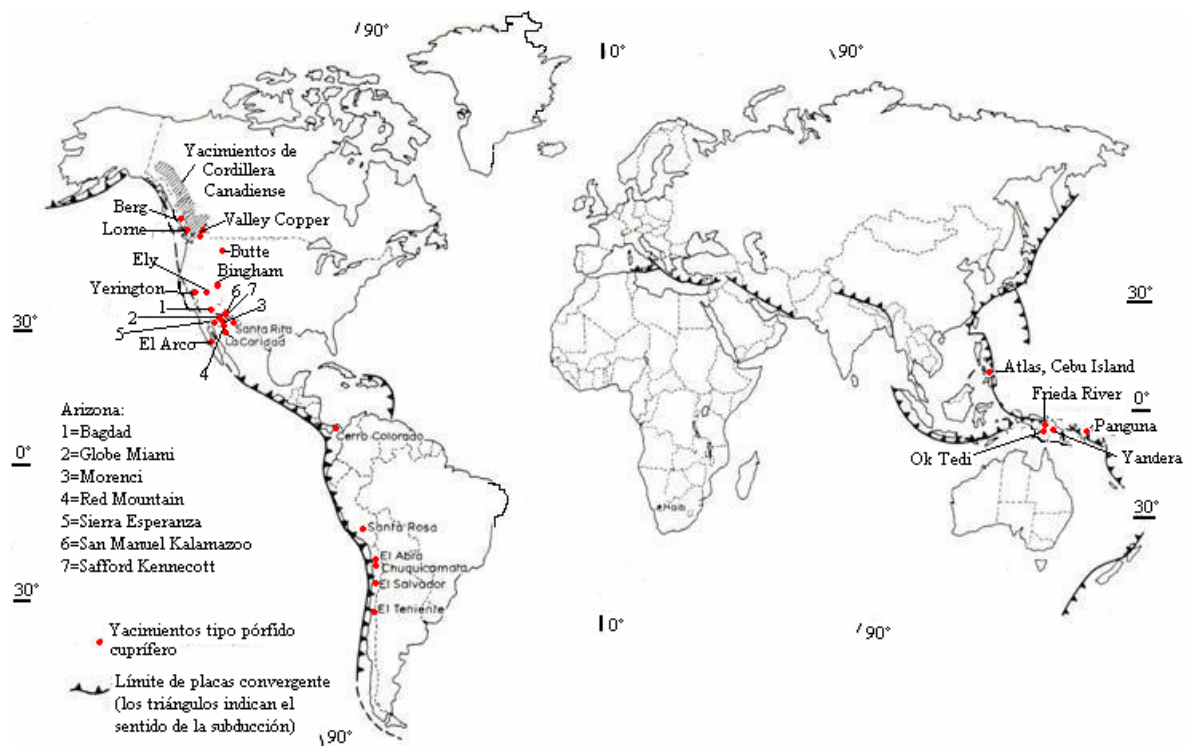 90°
0°
90°
Yacimientos de
Cordillera
Canadiense
Berg
Lorne
Valley Copper
Butte
Ely
Bingham
Yerington
6
7
1
3
2
5
Santa Rita
La Caridad
El Arco
4
30°
30°
Atlas, Cebu Island
Frieda River
0°
Panguna
Ok Tedi
Yandera
30°
Arizona:
1=Bagdad
2=Globe Miami
3=Morenci
4=Red Mountain
5=Sierra Esperanza
6=San Manuel Kalamazoo
7=Safford Kennecott
0°
Cerro Colorado
Haib
Santa Rosa
El Abra
Chuquicamata
El Salvador
El Teniente
30°
0°
90°
Yacimientos tipo pórfido
cuprífero
Límite de placas convergente
(los triángulos indican el
sentido de la subducción)
90°